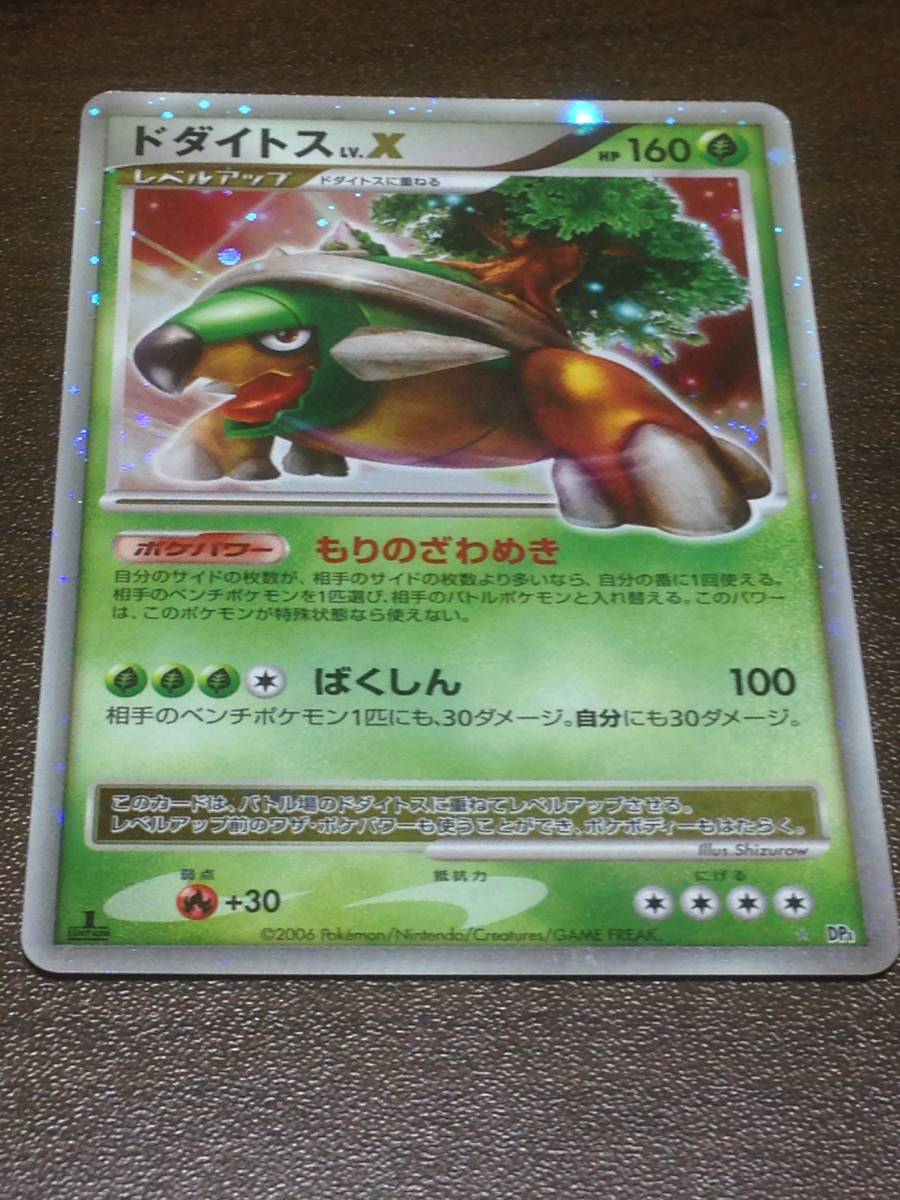 ドダイトス LV.X HP 160
レベルアップ ドダイトスに重ねる
ポケパワー もりのざわめき
自分のサイドの枚数が、相手のサイドの枚数より多いなら、自分の番に1回使える。
相手のベンチポケモンを1匹選び、相手のバトルポケモンと入れ替える。このパワー
は、このポケモンが特殊状態なら使えない。
ばくしん 100
相手のベンチポケモン1匹にも、30ダメージ。自分にも30ダメージ。
このカードは、バトル場のドダイトスに重ねてレベルアップさせる。
レベルアップ前のワザ・ポケパワーも使うことができ、ポケボディーもはたらく。
Illus. Shizurow
弱点 抵抗力 にげる
+30
1 EDITION
©2006 Pokémon/Nintendo/Creatures/GAME FREAK.
DP1